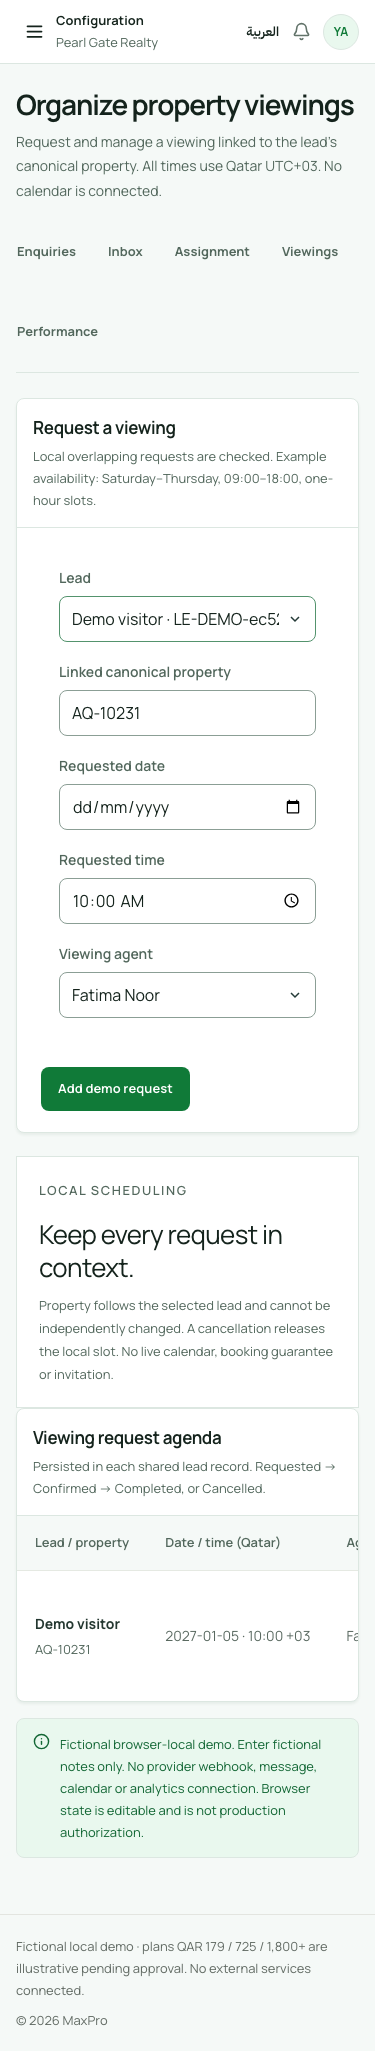 Configuration
Pearl Gate Realty
العربية
YA
Organize property viewings
Request and manage a viewing linked to the lead's
canonical property. All times use Qatar UTC+03. No
calendar is connected.
Enquiries Inbox Assignment Viewings
Performance
Request a viewing
Local overlapping requests are checked. Example
availability: Saturday–Thursday, 09:00–18:00, one-
hour slots.
Lead
Demo visitor · LE-DEMO-ec52
Linked canonical property
AQ-10231
Requested date
dd/mm/yyyy
Requested time
10:00 AM
Viewing agent
Fatima Noor
Add demo request
LOCAL SCHEDULING
Keep every request in
context.
Property follows the selected lead and cannot be
independently changed. A cancellation releases
the local slot. No live calendar, booking guarantee
or invitation.
Viewing request agenda
Persisted in each shared lead record. Requested →
Confirmed → Completed, or Cancelled.
Lead / property Date / time (Qatar)
Demo visitor
AQ-10231
2027-01-05 · 10:00 +03
Fictional browser-local demo. Enter fictional
notes only. No provider webhook, message,
calendar or analytics connection. Browser
state is editable and is not production
authorization.
Fictional local demo · plans QAR 179 / 725 / 1,800+ are
illustrative pending approval. No external services
connected.
© 2026 MaxPro